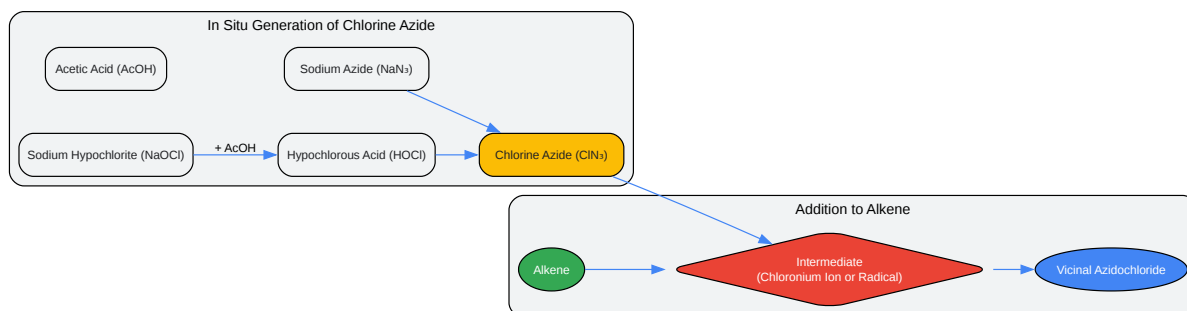 In Situ Generation of Chlorine Azide
Acetic Acid (AcOH)
Sodium Azide (NaN₃)
Sodium Hypochlorite (NaOCl)
+ AcOH
Hypochlorous Acid (HOCl)
Chlorine Azide (ClN₃)
Addition to Alkene
Alkene
Intermediate
(Chloronium Ion or Radical)
Vicinal Azidochloride